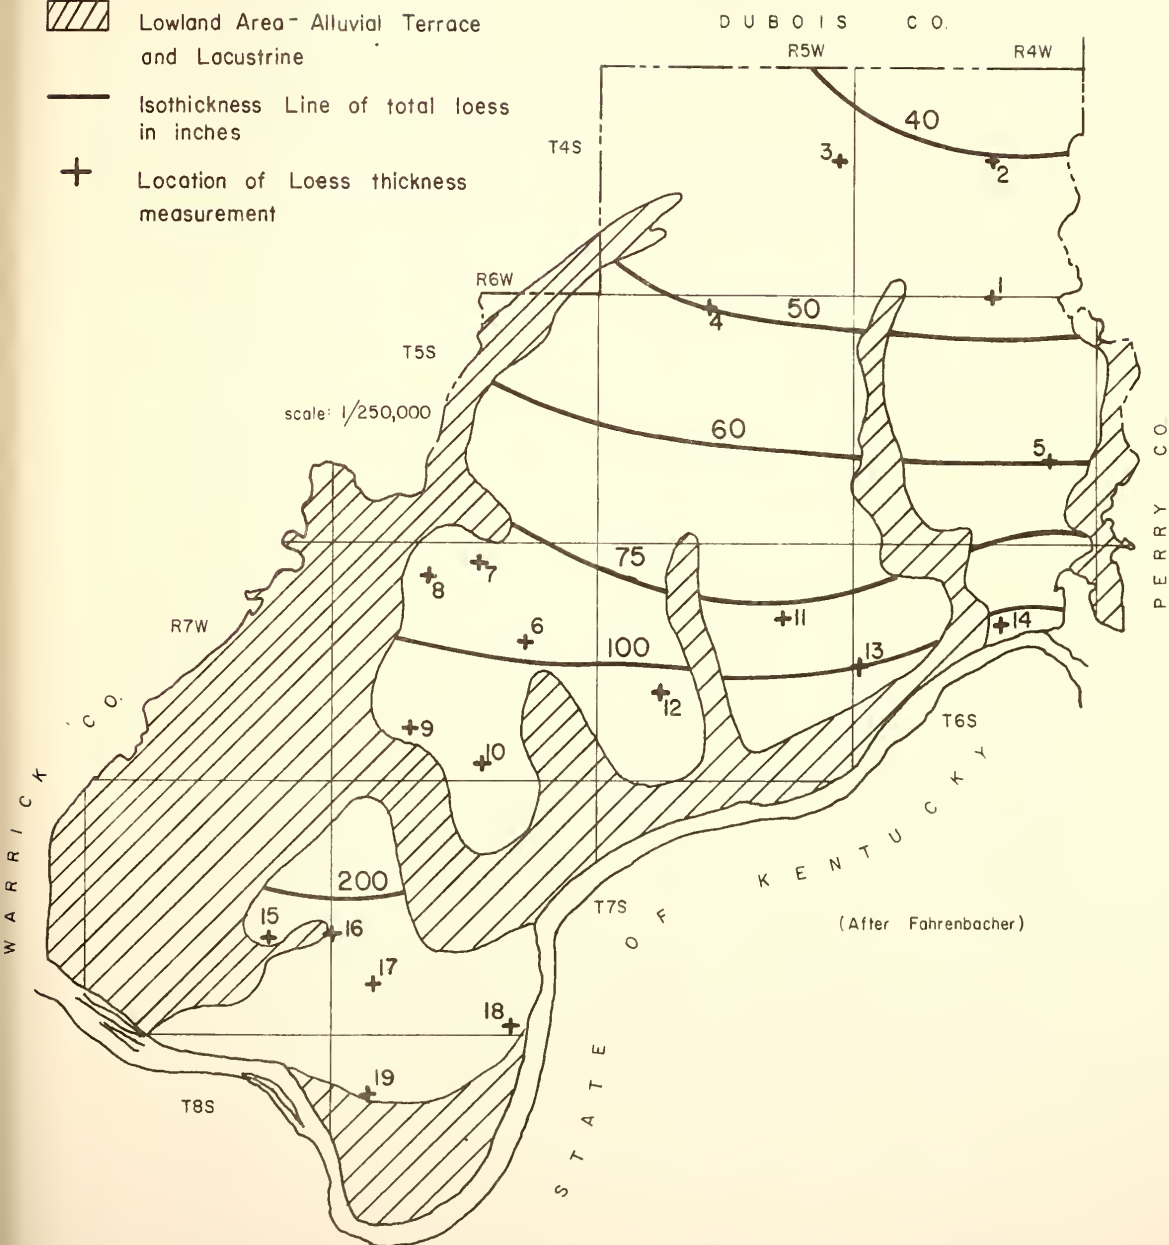 Lowland Area - Alluvial Terrace
and Lacustrine
Isothickness Line of total loess
in inches
Location of Loess thickness
measurement
DUBOIS CO.
R5W
R4W
40
T4S
3
2
R6W
1
50
4
T5S
scale: 1/250,000
60
5
PERRY CO.
75
7
8
R7W
11
14
6
100
13
12
WARRICK CO.
9
T6S
10
STATE OF KENTUCKY
200
T7S
15
16
(After Fahrenbacher)
17
18
19
T8S